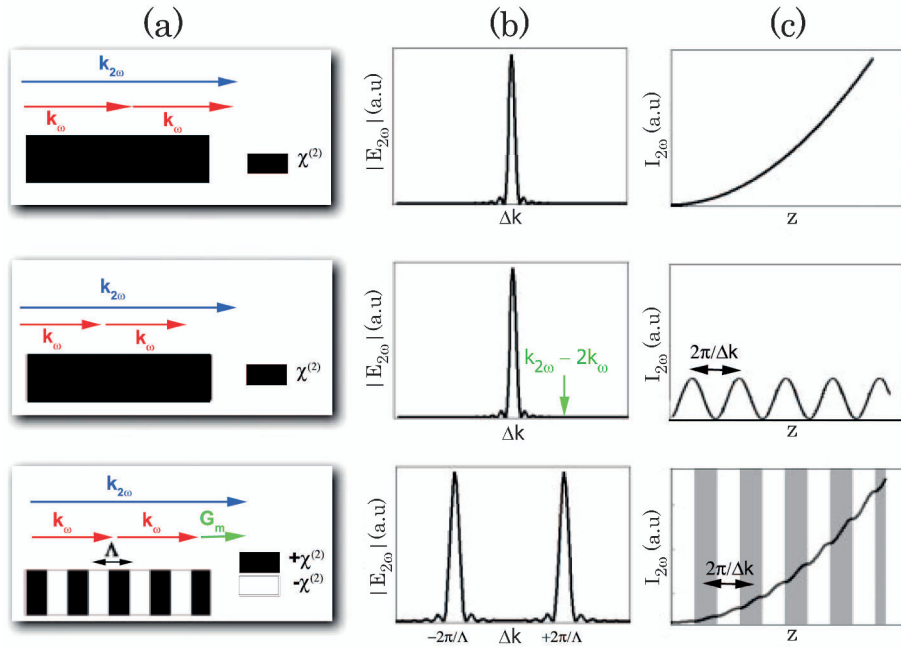 (a) (b) (c)
k2ω
kω kω
χ(2)
|E2ω| (a.u)
Δk
I2ω (a.u)
z
k2ω
kω kω
χ(2)
|E2ω| (a.u)
k2ω − 2kω
Δk
I2ω (a.u)
2π/Δk
z
k2ω
kω kω Gm
Λ
+χ(2)
-χ(2)
|E2ω| (a.u)
−2π/Λ Δk +2π/Λ
I2ω (a.u)
2π/Δk
z